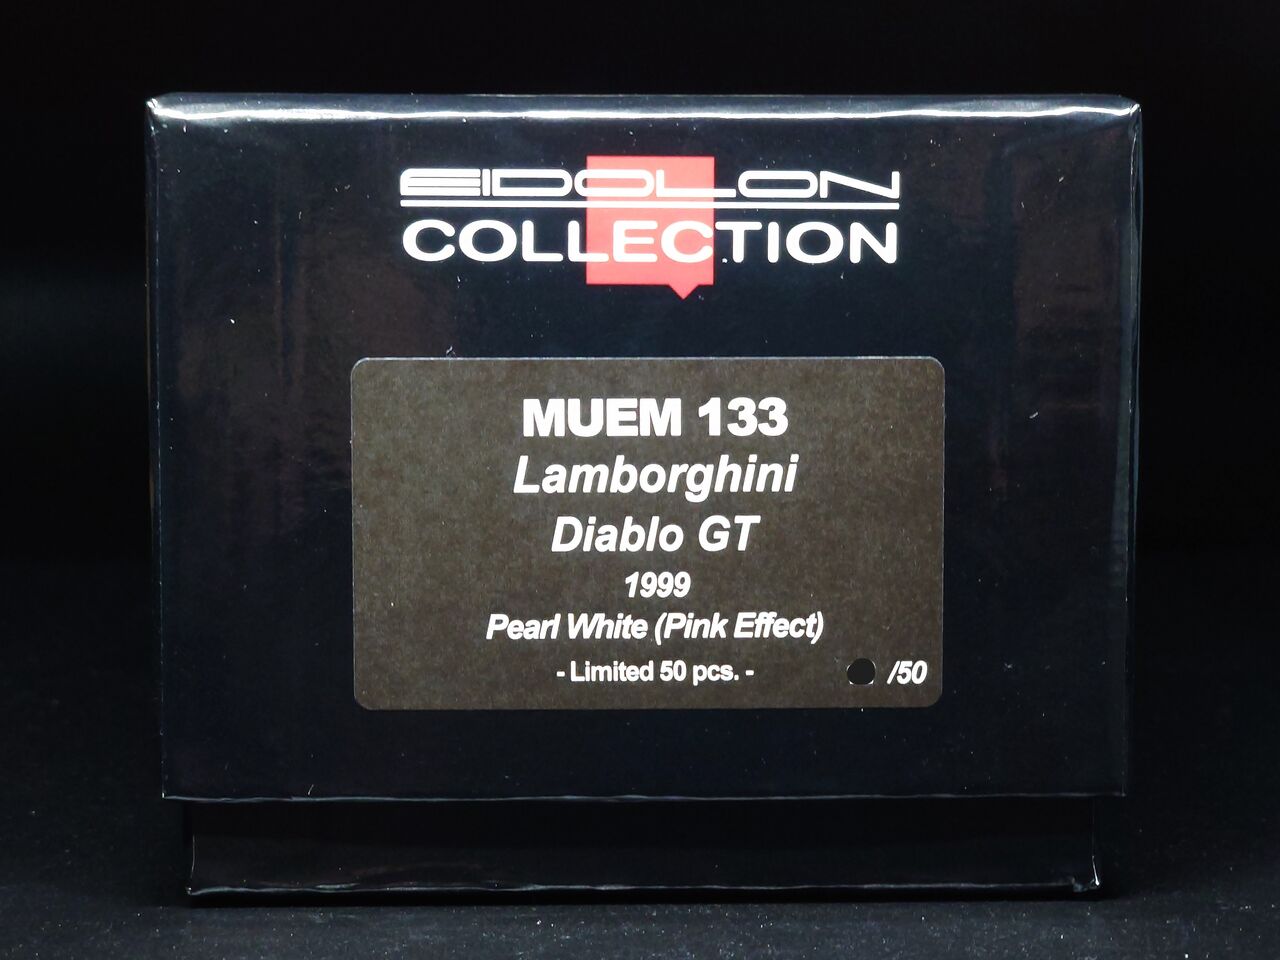 EIDOLON
COLLECTION
MUEM 133
Lamborghini
Diablo GT
1999
Pearl White (Pink Effect)
- Limited 50 pcs. - /50